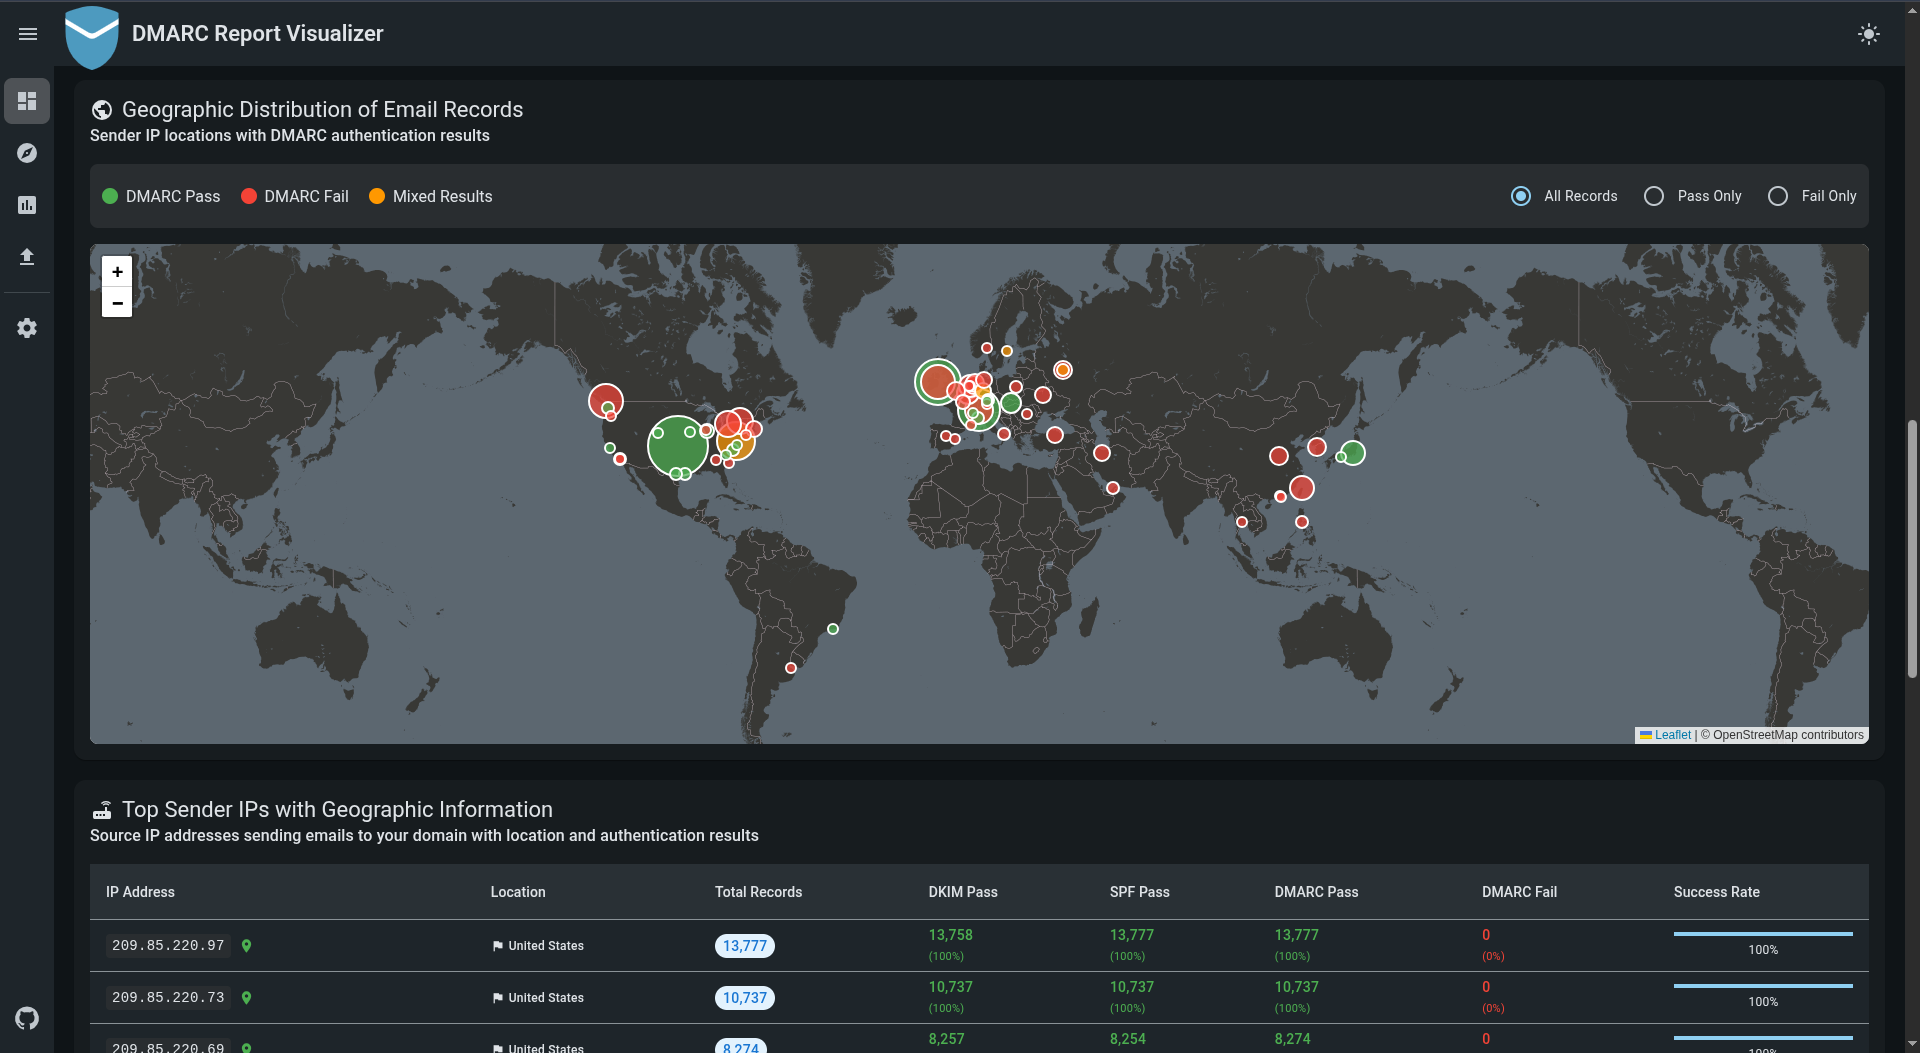 DMARC Report Visualizer
Geographic Distribution of Email Records
Sender IP locations with DMARC authentication results
DMARC Pass DMARC Fail Mixed Results All Records Pass Only Fail Only
+
−
Leaflet | © OpenStreetMap contributors
Top Sender IPs with Geographic Information
Source IP addresses sending emails to your domain with location and authentication results
IP Address Location Total Records DKIM Pass SPF Pass DMARC Pass DMARC Fail Success Rate
209.85.220.97 United States 13,777 13,758 13,777 13,777 0
(100%) (100%) (100%) (0%) 100%
209.85.220.73 United States 10,737 10,737 10,737 10,737 0
(100%) (100%) (100%) (0%) 100%
209.85.220.69 United States 8,274 8,257 8,254 8,274 0
100%